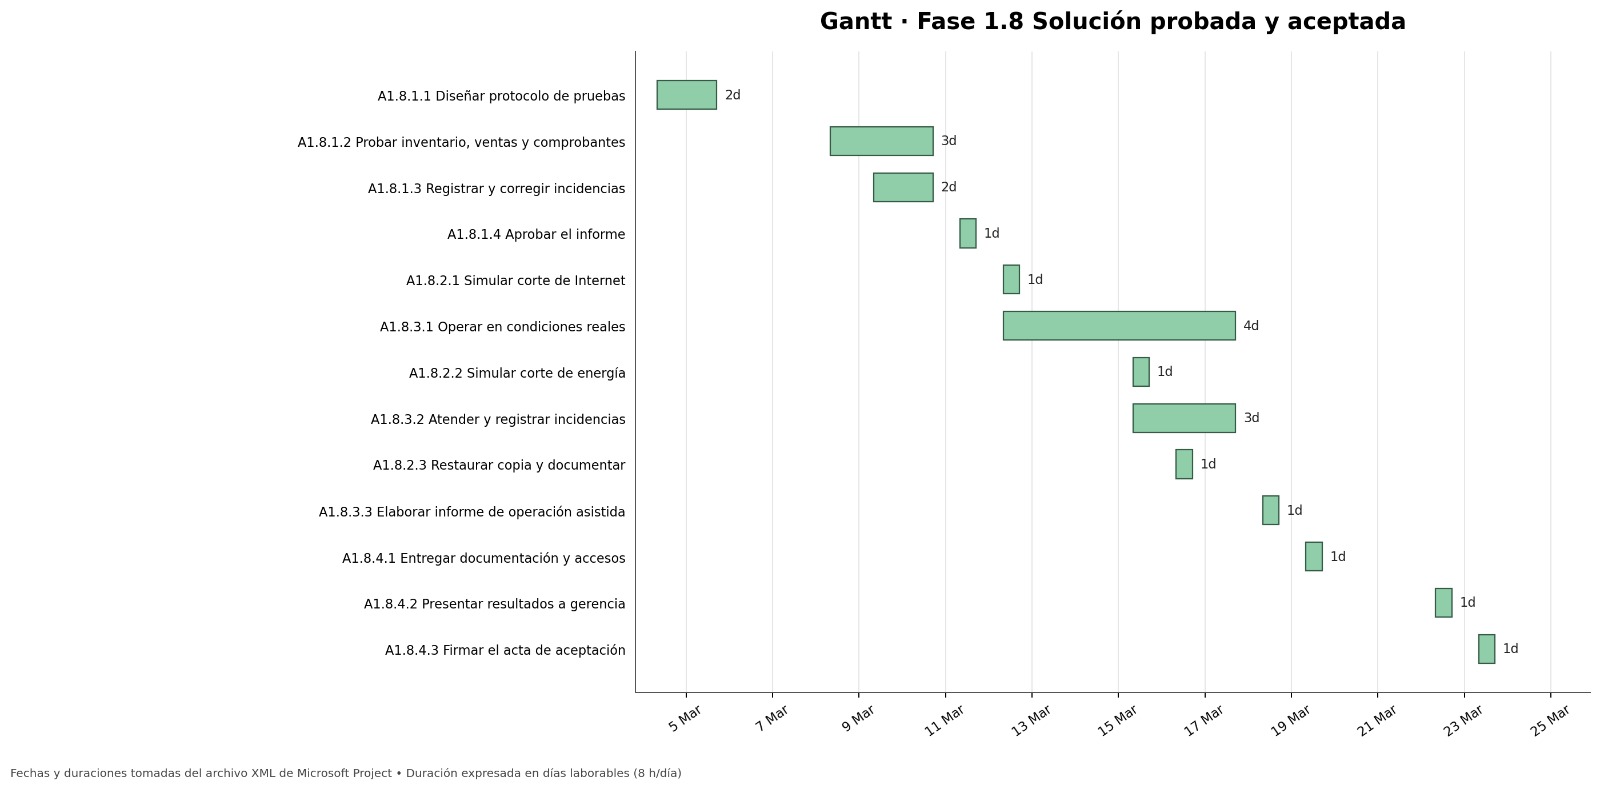 Gantt · Fase 1.8 Solución probada y aceptada
A1.8.1.1 Diseñar protocolo de pruebas 2d
A1.8.1.2 Probar inventario, ventas y comprobantes 3d
A1.8.1.3 Registrar y corregir incidencias 2d
A1.8.1.4 Aprobar el informe 1d
A1.8.2.1 Simular corte de Internet 1d
A1.8.3.1 Operar en condiciones reales 4d
A1.8.2.2 Simular corte de energía 1d
A1.8.3.2 Atender y registrar incidencias 3d
A1.8.2.3 Restaurar copia y documentar 1d
A1.8.3.3 Elaborar informe de operación asistida 1d
A1.8.4.1 Entregar documentación y accesos 1d
A1.8.4.2 Presentar resultados a gerencia 1d
A1.8.4.3 Firmar el acta de aceptación 1d
5 Mar 7 Mar 9 Mar 11 Mar 13 Mar 15 Mar 17 Mar 19 Mar 21 Mar 23 Mar 25 Mar
Fechas y duraciones tomadas del archivo XML de Microsoft Project • Duración expresada en días laborables (8 h/día)